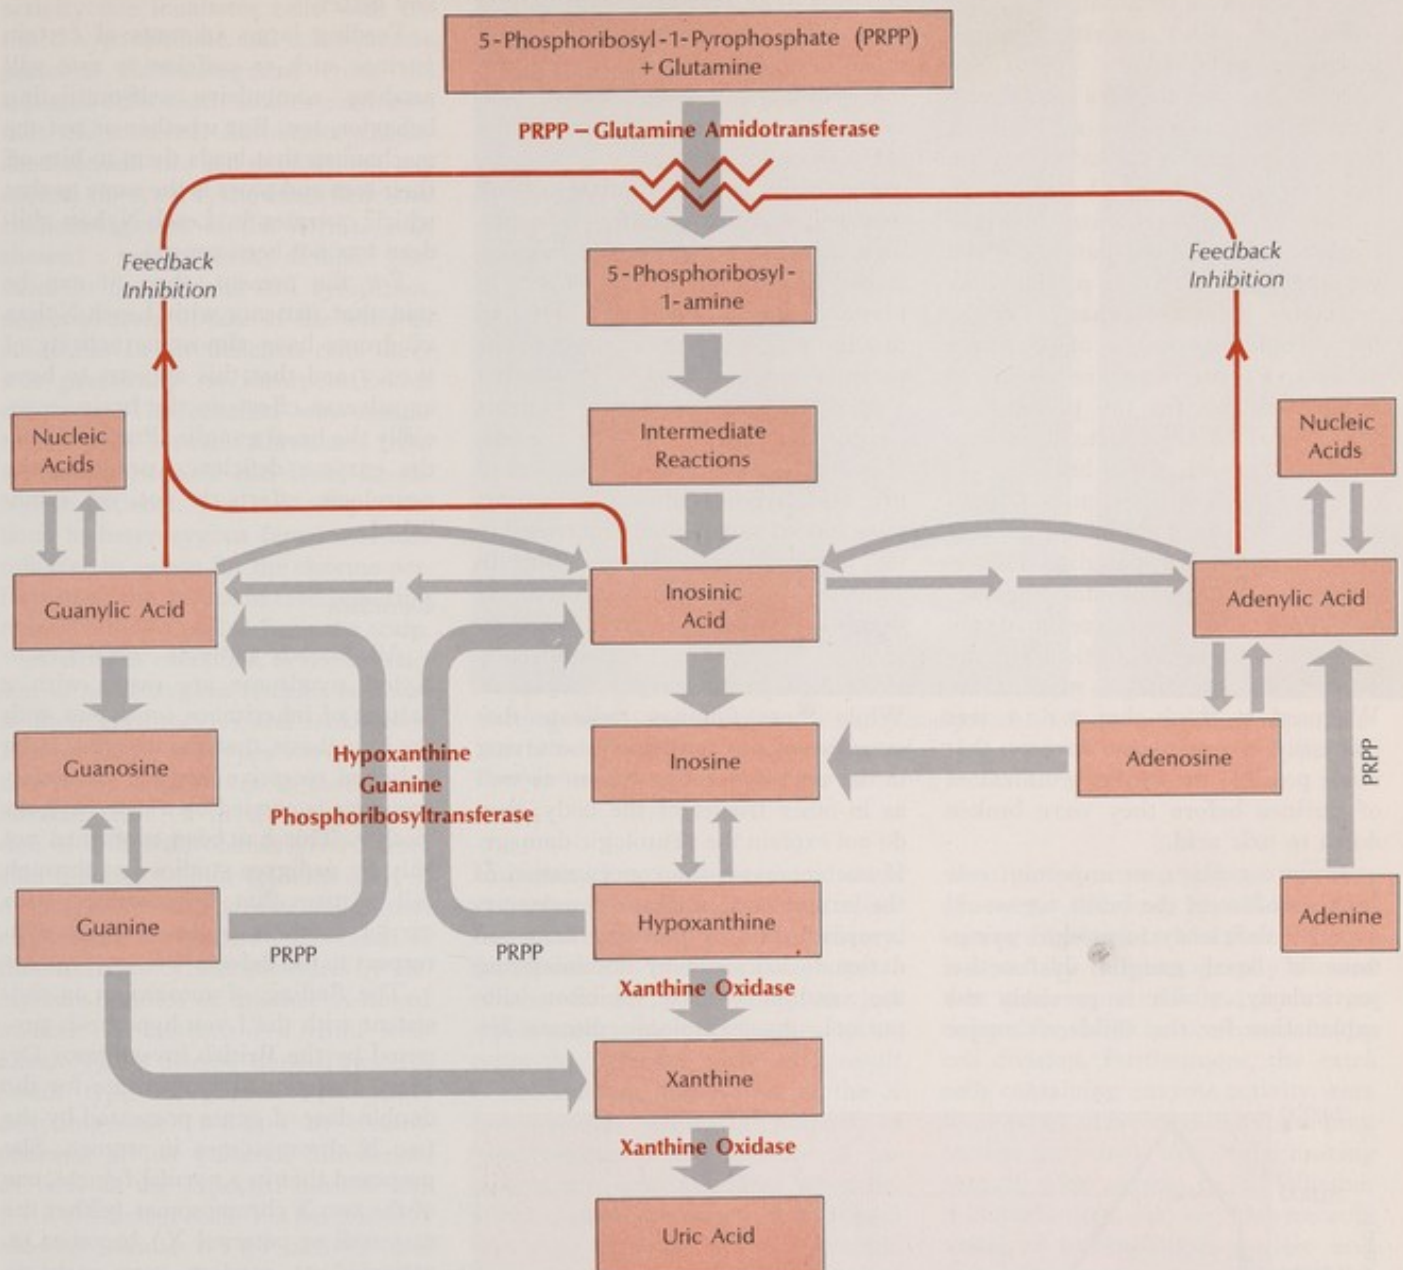 5-Phosphoribosyl-1-Pyrophosphate (PRPP)
+ Glutamine
PRPP – Glutamine Amidotransferase
Feedback
Inhibition
5-Phosphoribosyl-
1-amine
Feedback
Inhibition
Nucleic
Acids
Intermediate
Reactions
Nucleic
Acids
Guanylic Acid
Inosinic
Acid
Adenylic Acid
Guanosine
Hypoxanthine
Guanine
Phosphoribosyltransferase
Inosine
Adenosine
PRPP
Guanine
PRPP
PRPP
Hypoxanthine
Adenine
Xanthine Oxidase
Xanthine
Xanthine Oxidase
Uric Acid